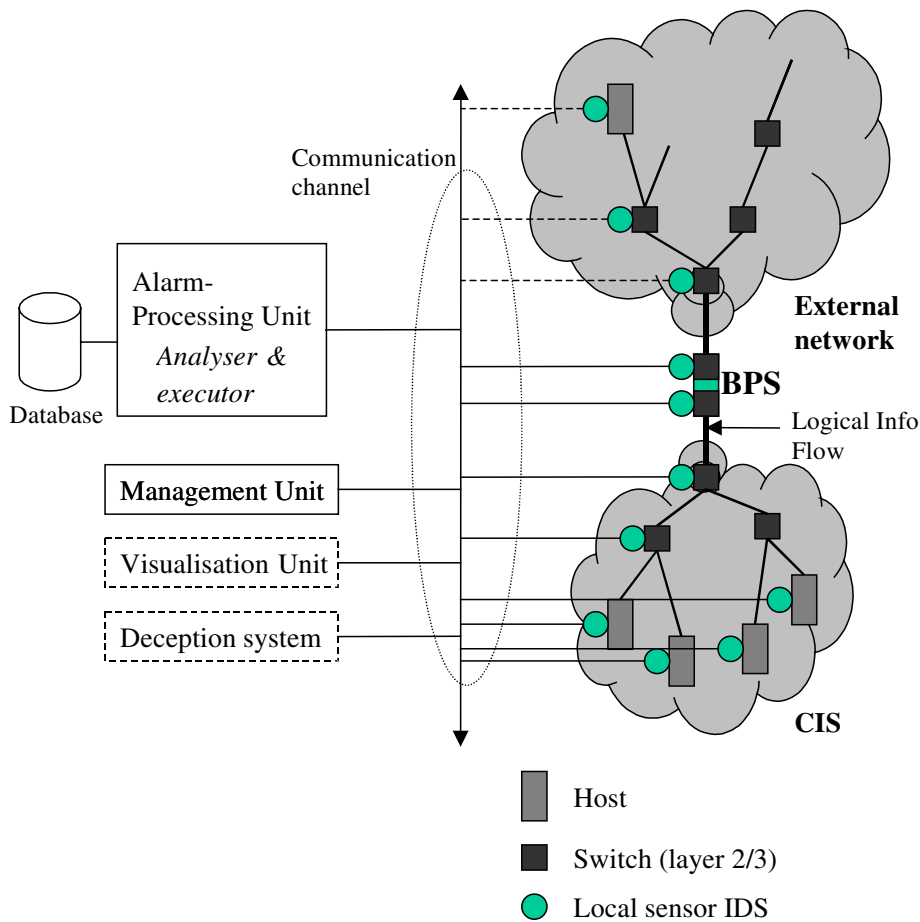 Communication
channel
Alarm-
Processing Unit
Analyser &
executor
Database
External
network
BPS
Logical Info
Flow
Management Unit
Visualisation Unit
Deception system
CIS
Host
Switch (layer 2/3)
Local sensor IDS